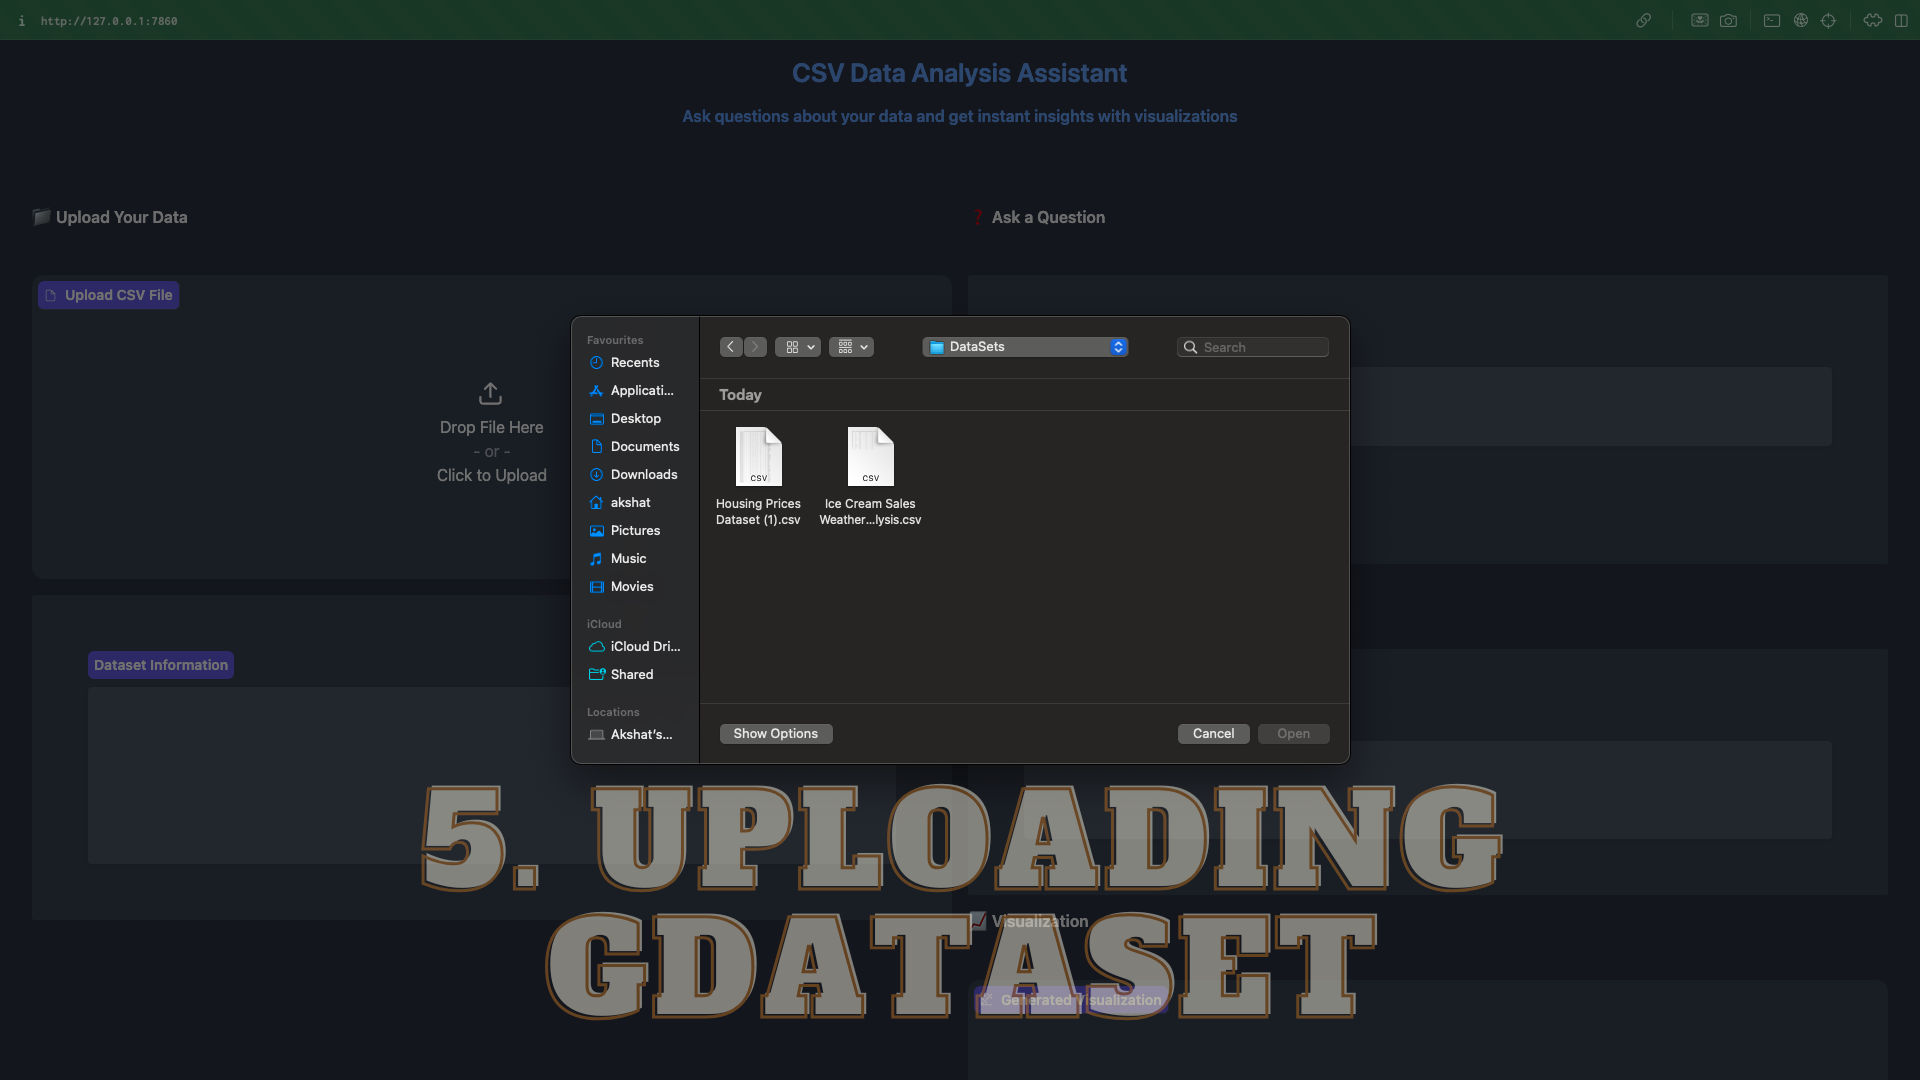 i http://127.0.0.1:7860
CSV Data Analysis Assistant
Ask questions about your data and get instant insights with visualizations
Upload Your Data
❓ Ask a Question
Upload CSV File
Drop File Here
- or -
Click to Upload
Dataset Information
Favourites
Recents
Applicati...
Desktop
Documents
Downloads
akshat
Pictures
Music
Movies
iCloud
iCloud Dri...
Shared
Locations
Akshat's...
DataSets
Search
Today
CSV
CSV
Housing Prices
Dataset (1).csv
Ice Cream Sales
Weather...lysis.csv
Show Options
Cancel
Open
5. UPLOADING
GDATASET
Visualization
Generated Visualization